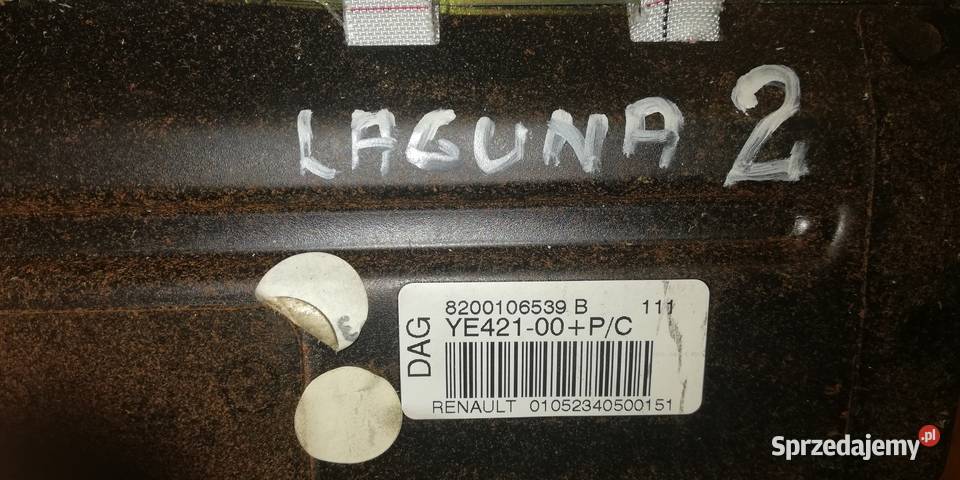 LAGUNA 2
8200106539 B 111
YE421-00+P/C
DAG
RENAULT 01052340500151
Sprzedajemy.pl